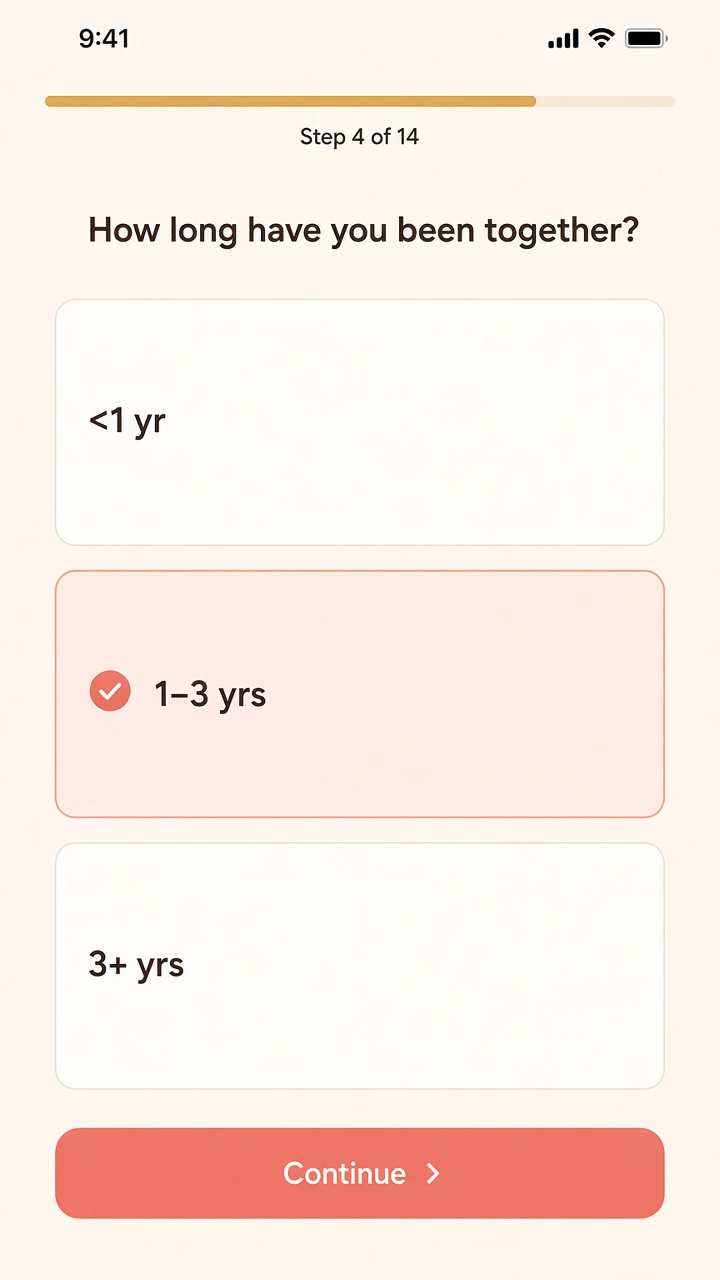 9:41
Step 4 of 14
How long have you been together?
<1 yr
1–3 yrs
3+ yrs
Continue